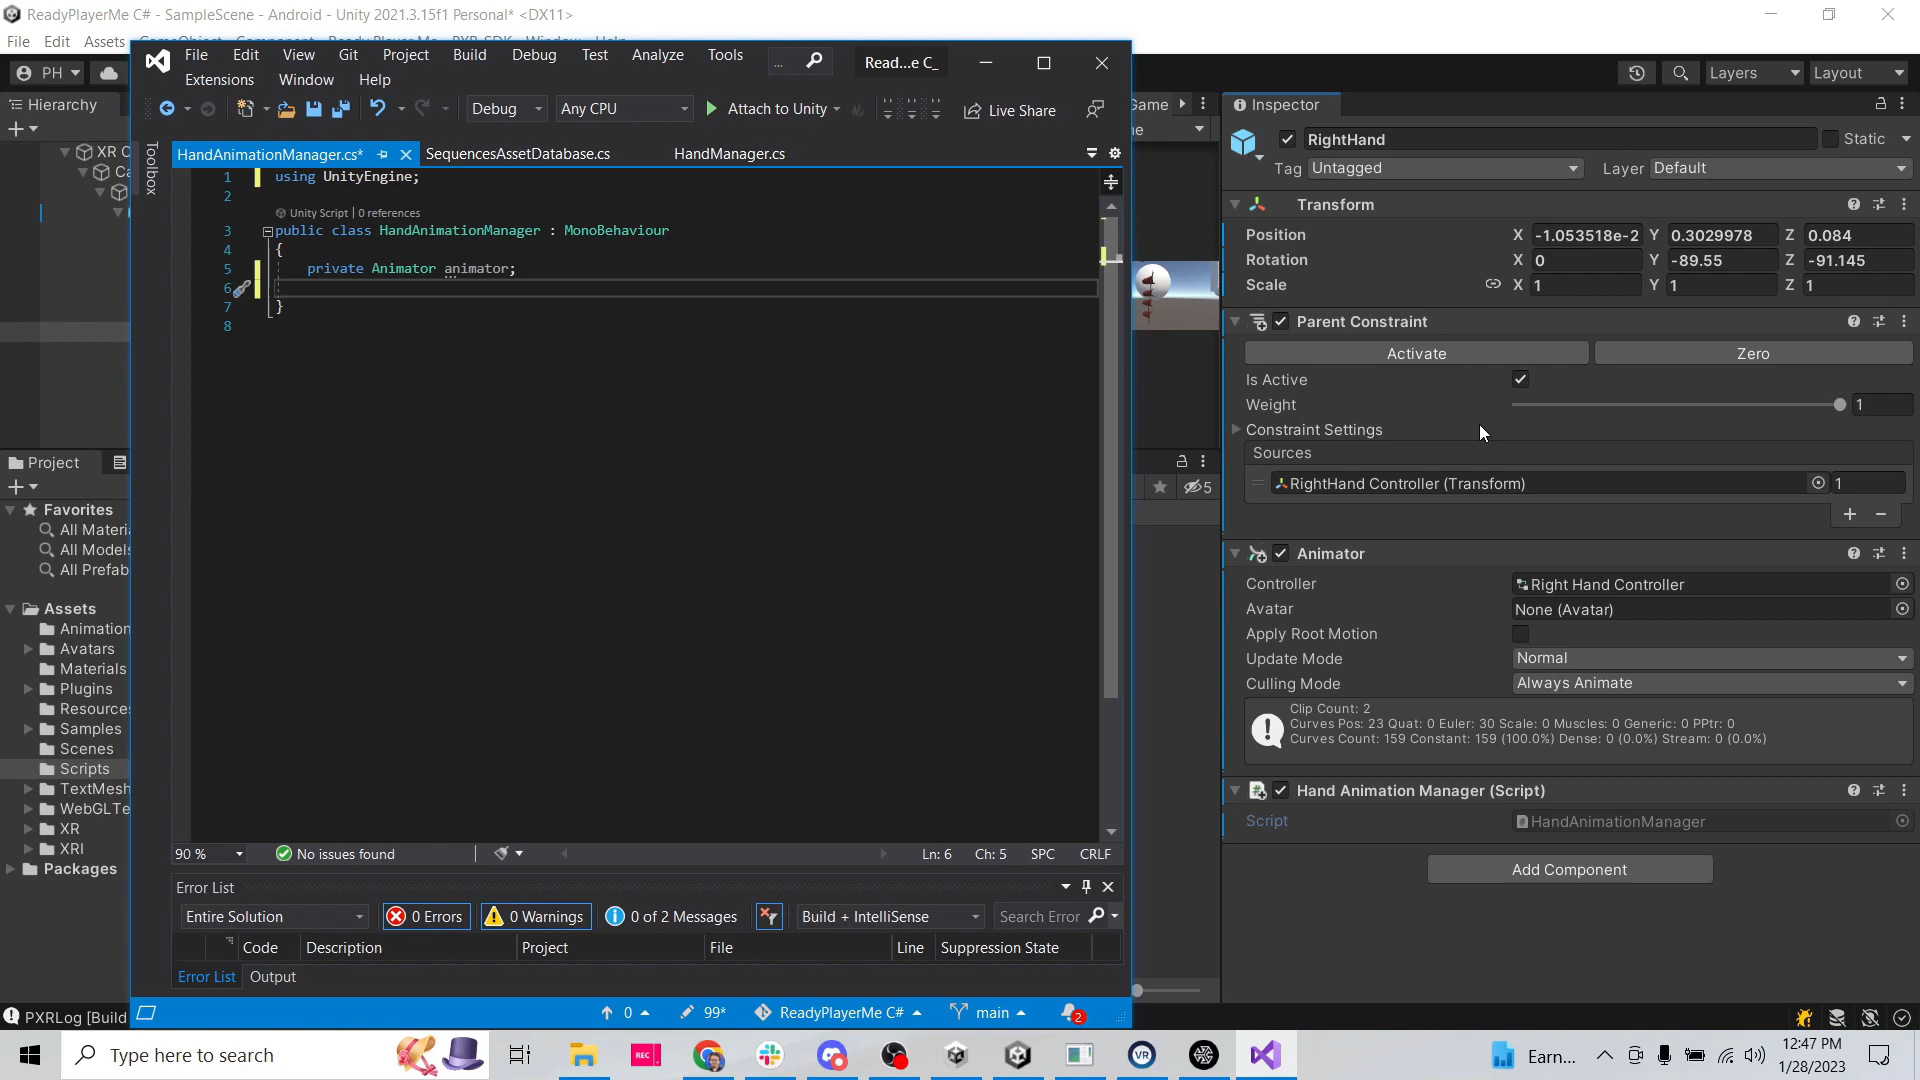 ReadyPlayerMe C# - SampleScene - Android - Unity 2021.3.15f1 Personal* <DX11>
File Edit Assets
File Edit View Git Project Build Debug Test Analyze Tools
... Read...e C_
Extensions Window Help
PH
Layers Layout
Debug Any CPU Attach to Unity Live Share
Hierarchy
Game
Inspector
HandAnimationManager.cs* SequencesAssetDatabase.cs HandManager.cs
Toolbox
RightHand Static
Tag Untagged Layer Default
1 using UnityEngine;
2
Unity Script | 0 references
3 public class HandAnimationManager : MonoBehaviour
4 {
5 private Animator animator;
6
7 }
8
XR C
Ca
Transform
Position X -1.053518e-2 Y 0.3029978 Z 0.084
Rotation X 0 Y -89.55 Z -91.145
Scale X 1 Y 1 Z 1
Parent Constraint
Activate Zero
Is Active
Weight 1
Constraint Settings
Sources
RightHand Controller (Transform) 1
5
Animator
Controller Right Hand Controller
Avatar None (Avatar)
Apply Root Motion
Update Mode Normal
Culling Mode Always Animate
Clip Count: 2
Curves Pos: 23 Quat: 0 Euler: 30 Scale: 0 Muscles: 0 Generic: 0 PPtr: 0
Curves Count: 159 Constant: 159 (100.0%) Dense: 0 (0.0%) Stream: 0 (0.0%)
Hand Animation Manager (Script)
Script HandAnimationManager
Add Component
Project
Favorites
All Materi
All Models
All Prefab
Assets
Animation
Avatars
Materials
Plugins
Resources
Samples
Scenes
Scripts
TextMesh
WebGLTe
XR
XRI
Packages
90 % No issues found Ln: 6 Ch: 5 SPC CRLF
Error List
Entire Solution 0 Errors 0 Warnings 0 of 2 Messages Build + IntelliSense Search Error
Code Description Project File Line Suppression State
Error List Output
PXRLog [Build
0 99* ReadyPlayerMe C# main 2
Type here to search
REC
VR
Earn...
12:47 PM
1/28/2023